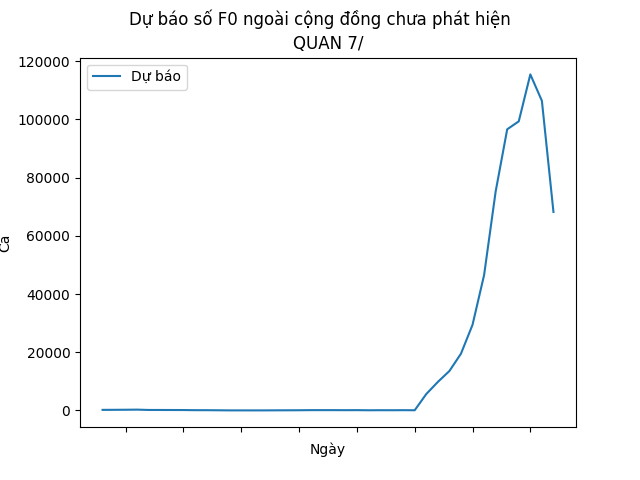 Dự báo số F0 ngoài cộng đồng chưa phát hiện
QUAN 7/
120000
Dự báo
100000
80000
60000
Ca
40000
20000
0
Ngày